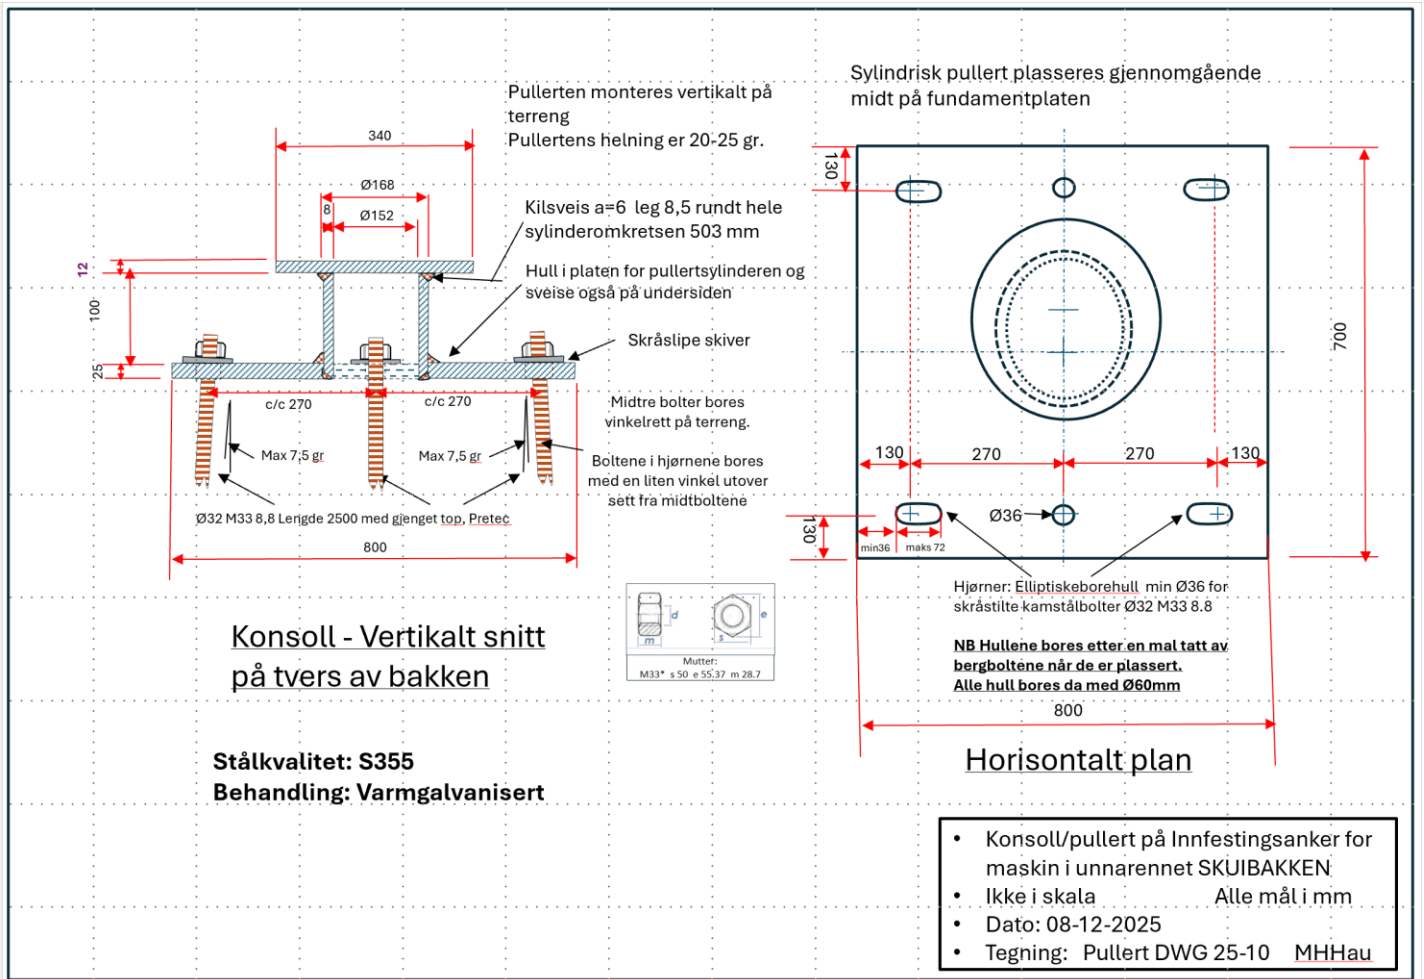 Pullerten monteres vertikalt på
terreng
Pullertens helning er 20-25 gr.
340
Ø168
8
Ø152
12
100
25
Kilsveis a=6 leg 8,5 rundt hele
sylinderomkretsen 503 mm
Hull i platen for pullertsylinderen og
sveise også på undersiden
Skråslipe skiver
c/c 270
c/c 270
Midtre bolter bores
vinkelrett på terreng.
Max 7,5 gr
Max 7,5 gr
Boltene i hjørnene bores
med en liten vinkel utover
sett fra midtboltene
Ø32 M33 8,8 Lengde 2500 med gjenget top, Pretec
800
Konsoll - Vertikalt snitt
på tvers av bakken
d
e
m
s
Mutter:
M33* s 50 e 55.37 m 28.7
Stålkvalitet: S355
Behandling: Varmgalvanisert
Sylindrisk pullert plasseres gjennomgående
midt på fundamentplaten
130
700
130
270
270
130
Ø36
130
min36
maks 72
Hjørner: Elliptiskeborehull min Ø36 for
skråstilte kamstålbolter Ø32 M33 8.8
NB Hullene bores etter en mal tatt av
bergboltene når de er plassert.
Alle hull bores da med Ø60mm
800
Horisontalt plan
• Konsoll/pullert på Innfestingsanker for
maskin i unnarennet SKUIBAKKEN
• Ikke i skala Alle mål i mm
• Dato: 08-12-2025
• Tegning: Pullert DWG 25-10 MHHau